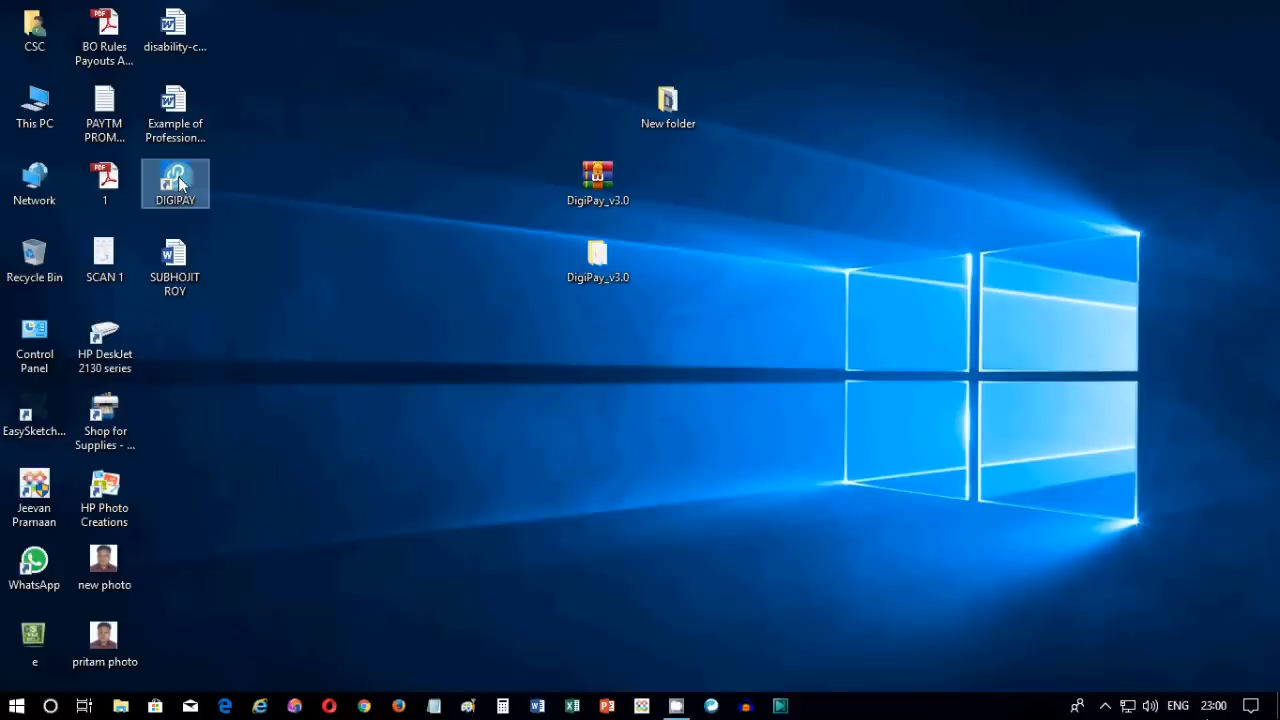 CSC
BO Rules
Payouts A...
disability-c...
This PC
PAYTM
PROM...
Example of
Profession...
New folder
Network
1
DIGIPAY
DigiPay_v3.0
Recycle Bin
SCAN 1
SUBHOJIT
ROY
DigiPay_v3.0
Control
Panel
HP DeskJet
2130 series
EasySketch...
Shop for
Supplies - ...
Jeevan
Pramaan
HP Photo
Creations
WhatsApp
new photo
e
pritam photo
ENG
23:00